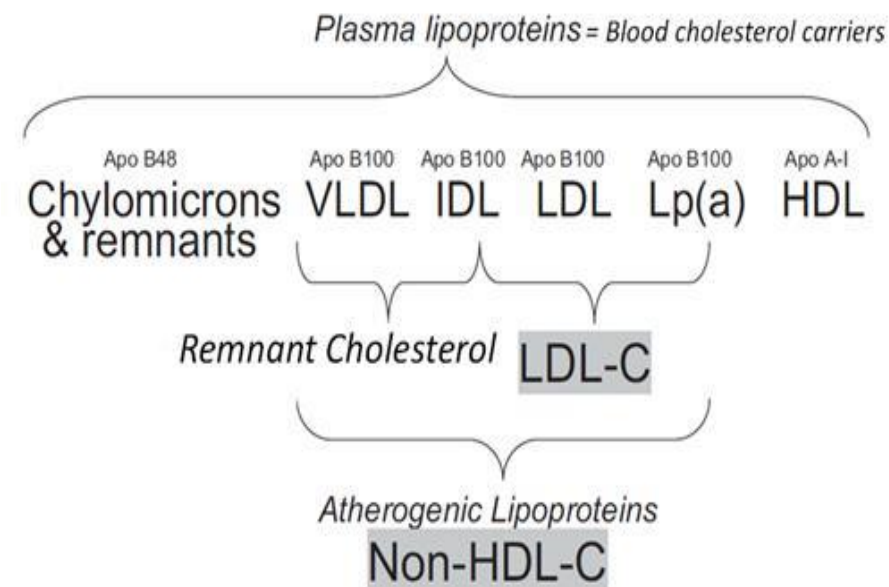 Plasma lipoproteins = Blood cholesterol carriers
Apo B48 Apo B100 Apo B100 Apo B100 Apo B100 Apo A-I
Chylomicrons VLDL IDL LDL Lp(a) HDL
& remnants
Remnant Cholesterol LDL-C
Atherogenic Lipoproteins
Non-HDL-C